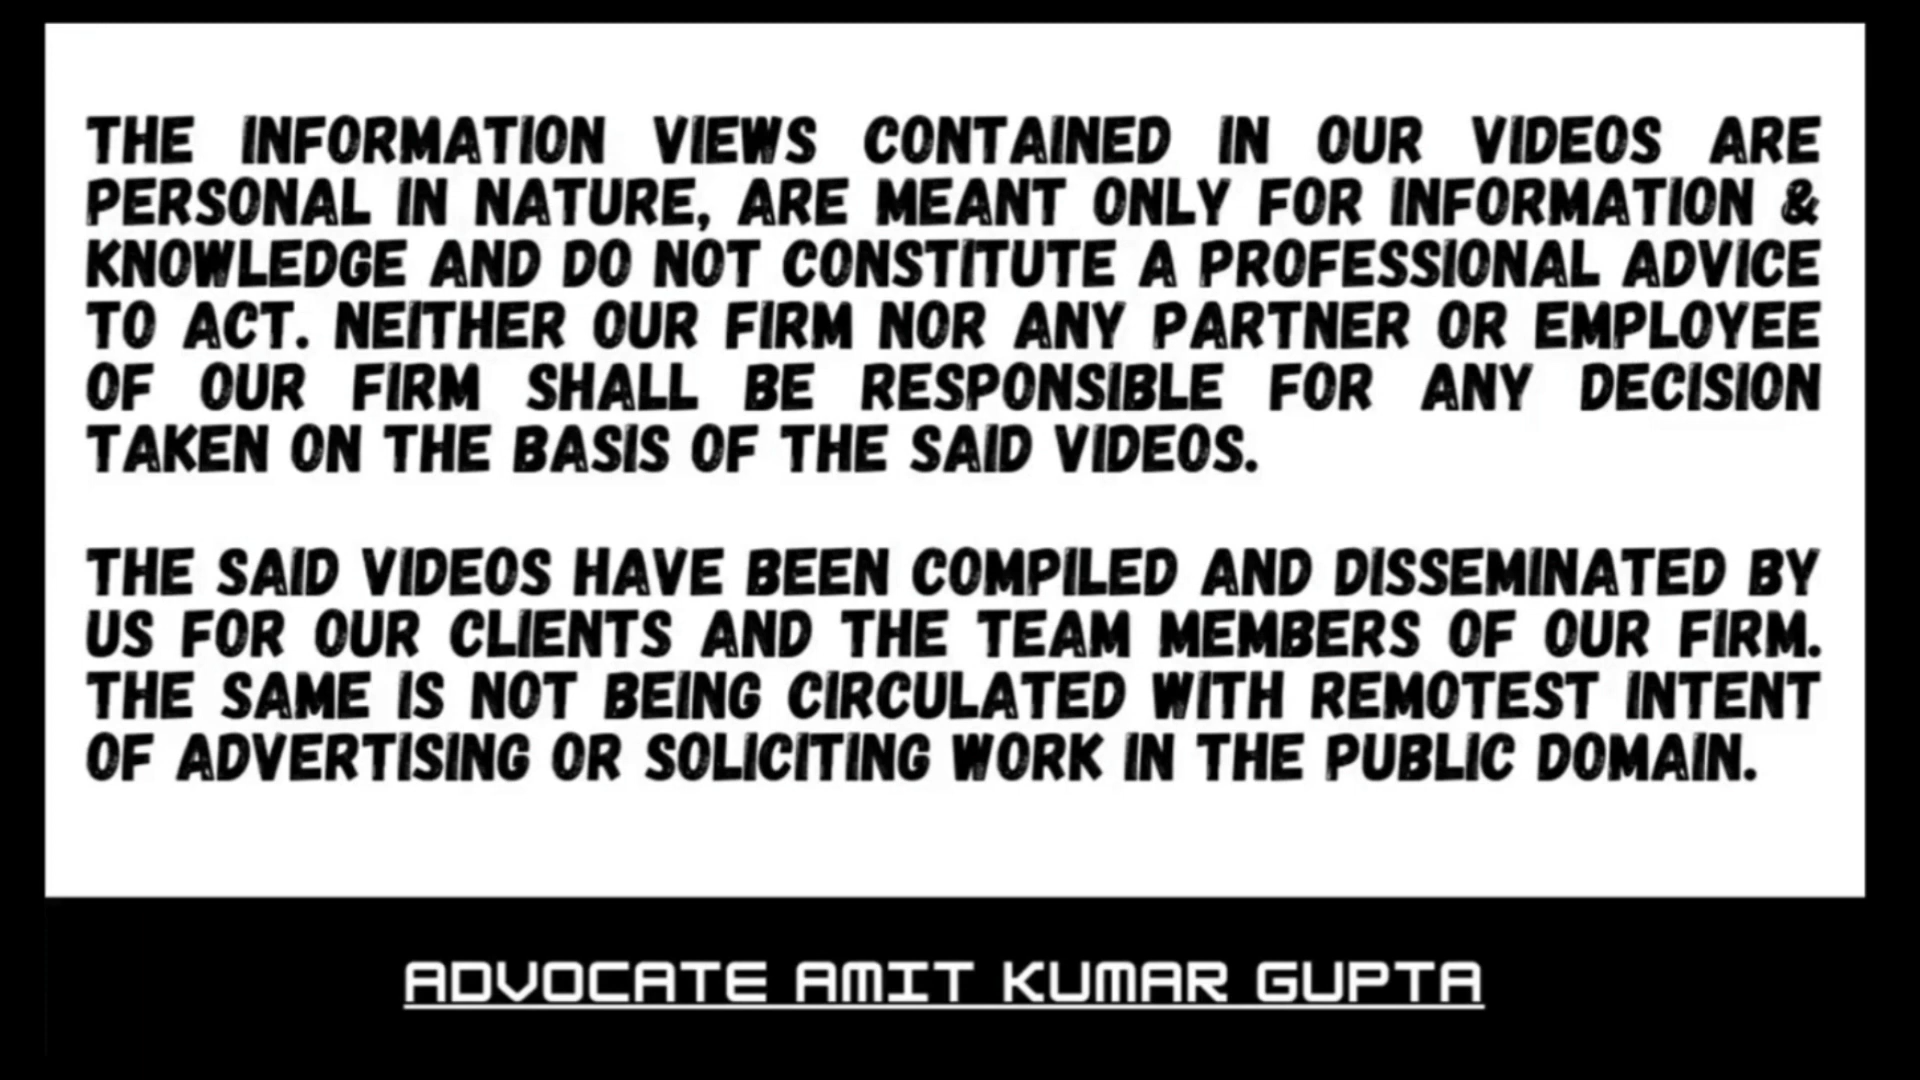 THE INFORMATION VIEWS CONTAINED IN OUR VIDEOS ARE
PERSONAL IN NATURE, ARE MEANT ONLY FOR INFORMATION &
KNOWLEDGE AND DO NOT CONSTITUTE A PROFESSIONAL ADVICE
TO ACT. NEITHER OUR FIRM NOR ANY PARTNER OR EMPLOYEE
OF OUR FIRM SHALL BE RESPONSIBLE FOR ANY DECISION
TAKEN ON THE BASIS OF THE SAID VIDEOS.
THE SAID VIDEOS HAVE BEEN COMPILED AND DISSEMINATED BY
US FOR OUR CLIENTS AND THE TEAM MEMBERS OF OUR FIRM.
THE SAME IS NOT BEING CIRCULATED WITH REMOTEST INTENT
OF ADVERTISING OR SOLICITING WORK IN THE PUBLIC DOMAIN.
ADVOCATE AMIT KUMAR GUPTA